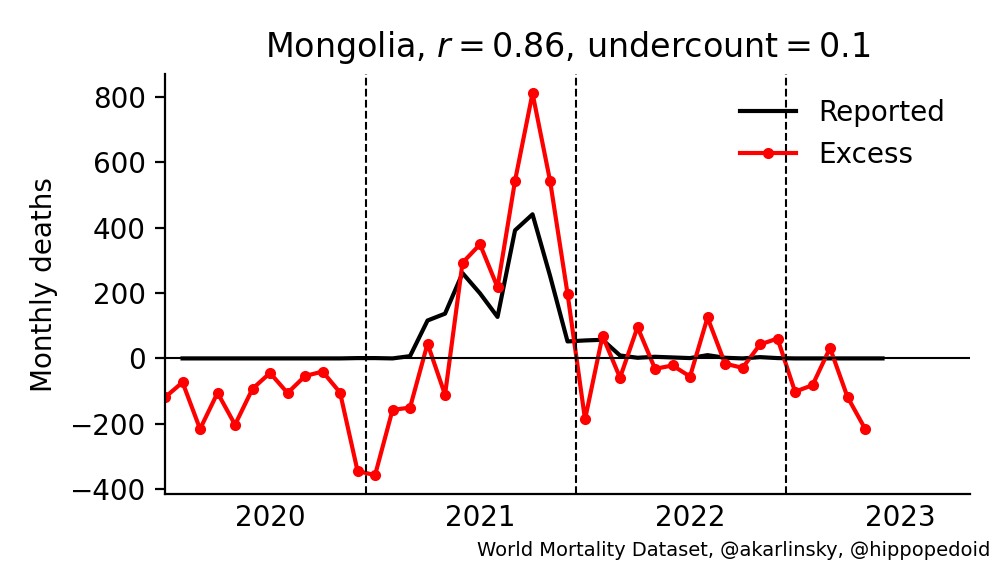 Mongolia, r = 0.86, undercount = 0.1
800
600
400
200
0
−200
−400
Monthly deaths
Reported
Excess
2020 2021 2022 2023
World Mortality Dataset, @akarlinsky, @hippopedoid